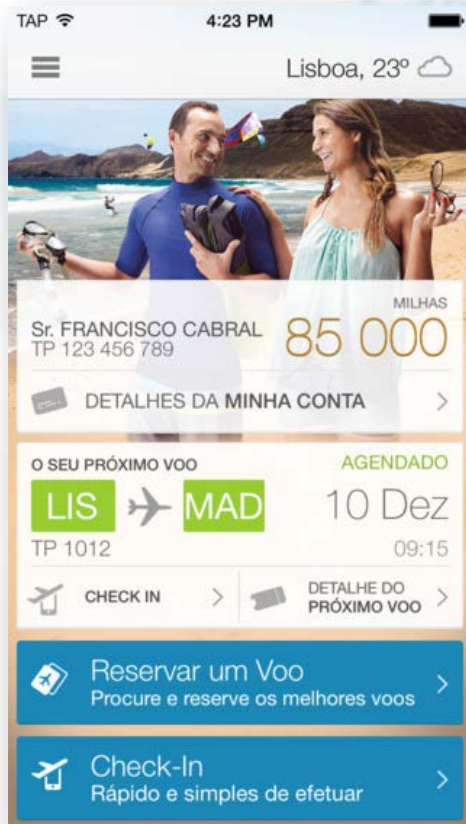 TAP 4:23 PM
Lisboa, 23º
MILHAS
Sr. FRANCISCO CABRAL 85 000
TP 123 456 789
DETALHES DA MINHA CONTA
O SEU PRÓXIMO VOO AGENDADO
LIS MAD 10 Dez
TP 1012 09:15
CHECK IN
DETALHE DO
PRÓXIMO VOO
Reservar um Voo
Procure e reserve os melhores voos
Check-In
Rápido e simples de efetuar